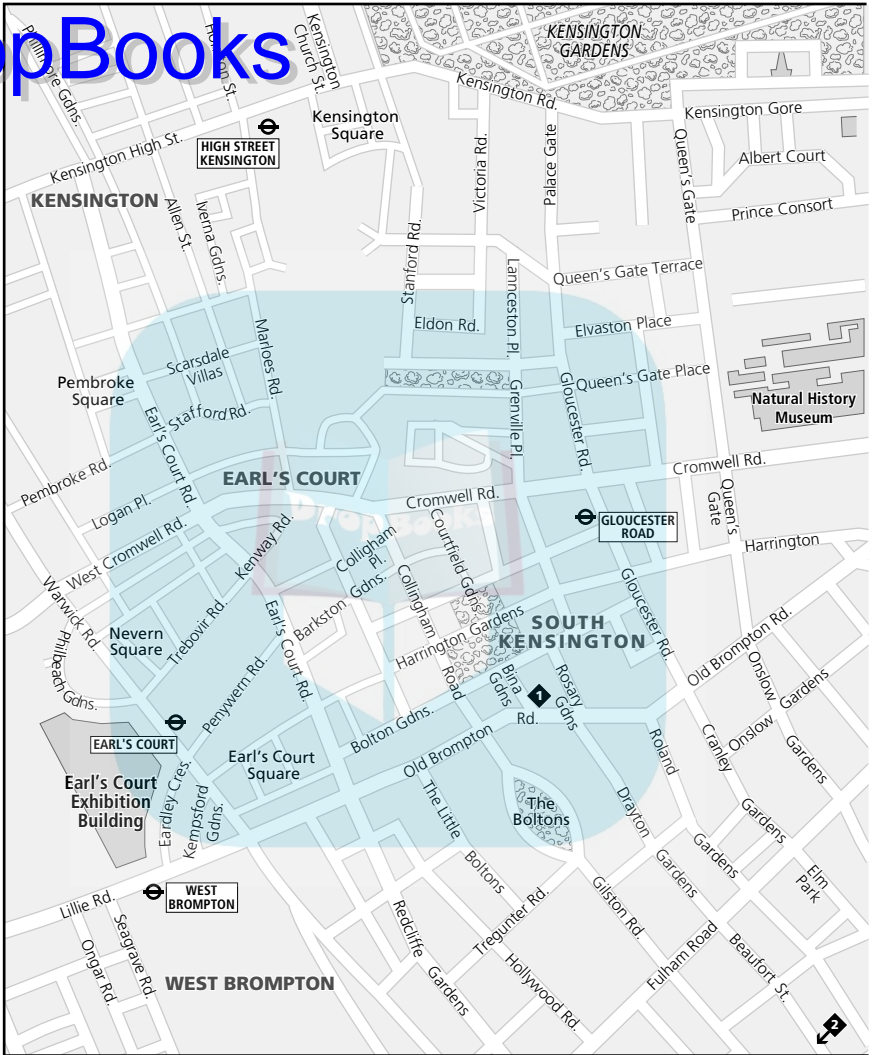 opBooks
KENSINGTON
GARDENS
Phillimore Gdns.
Kensington
Church St.
Kensington Rd.
Kensington Gore
Kensington
Square
HIGH STREET
KENSINGTON
Kensington High St.
Victoria Rd.
Palace Gate
Queen's Gate
Albert Court
Prince Consort
KENSINGTON
Allen St.
Iverna Gdns.
Stanford Rd.
Lannceston Pl.
Queen's Gate Terrace
Eldon Rd.
Elvaston Place
Marloes Rd.
Scarsdale
Villas
Pembroke
Square
Queen's Gate Place
Natural History
Museum
Stafford Rd.
Earl's Court Rd.
Grenville Pl.
Gloucester Rd.
Cromwell Rd.
Pembroke Rd.
Logan Pl.
EARL'S COURT
Cromwell Rd.
DropBooks
Queen's
Gate
GLOUCESTER
ROAD
Harrington
West Cromwell Rd.
Kenway Rd.
Colligham
Pl.
Courtfield Gdns.
Warwick Rd
Philbeach Gdns.
Nevern
Square
Trebovir Rd.
Earl's Court Rd.
Barkston Gdns.
Collingham
Road
Harrington Gardens
SOUTH
KENSINGTON
Gloucester Rd.
Old Brompton Rd.
Penywern Rd.
Bina
Gdns
1
Rosary
Gdns
Onslow
Gardens
Onslow Gardens
EARL'S COURT
Bolton Gdns.
Old Brompton
Rd.
Roland
Gardens
Cranley
Gardens
Earl's Court
Square
Earl's Court
Exhibition
Building
Eardley Cres.
Kempsford
Gdns.
The Little
Boltons
The
Boltons
Drayton
Gardens
Elm
Park
WEST
BROMPTON
Lillie Rd.
Seagrave Rd.
Ongar Rd.
Redcliffe
Gardens
Tregunter Rd.
Gilston Rd.
Hollywood Rd.
Fulham Road
Beaufort St.
WEST BROMPTON
2